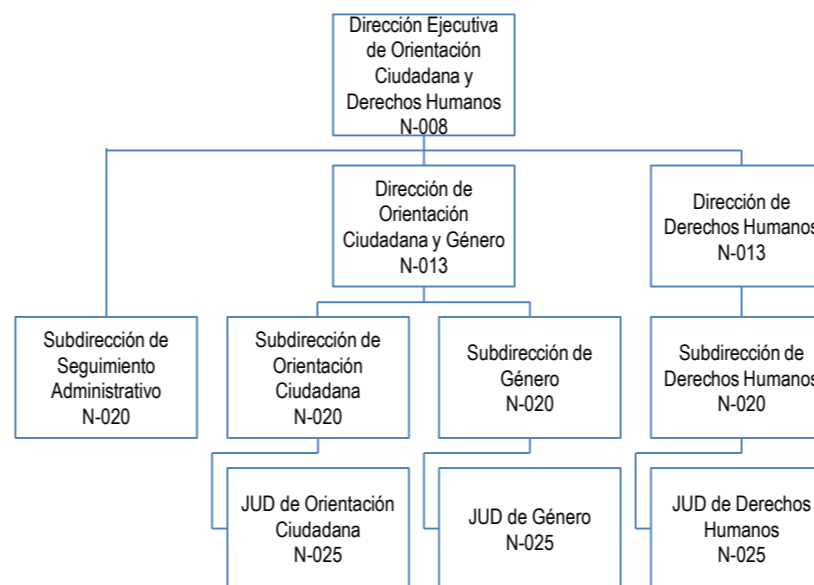 Dirección Ejecutiva
de Orientación
Ciudadana y
Derechos Humanos
N-008
Dirección de
Orientación
Ciudadana y Género
N-013
Dirección de
Derechos Humanos
N-013
Subdirección de
Seguimiento
Administrativo
N-020
Subdirección de
Orientación
Ciudadana
N-020
Subdirección de
Género
N-020
Subdirección de
Derechos Humanos
N-020
JUD de Orientación
Ciudadana
N-025
JUD de Género
N-025
JUD de Derechos
Humanos
N-025